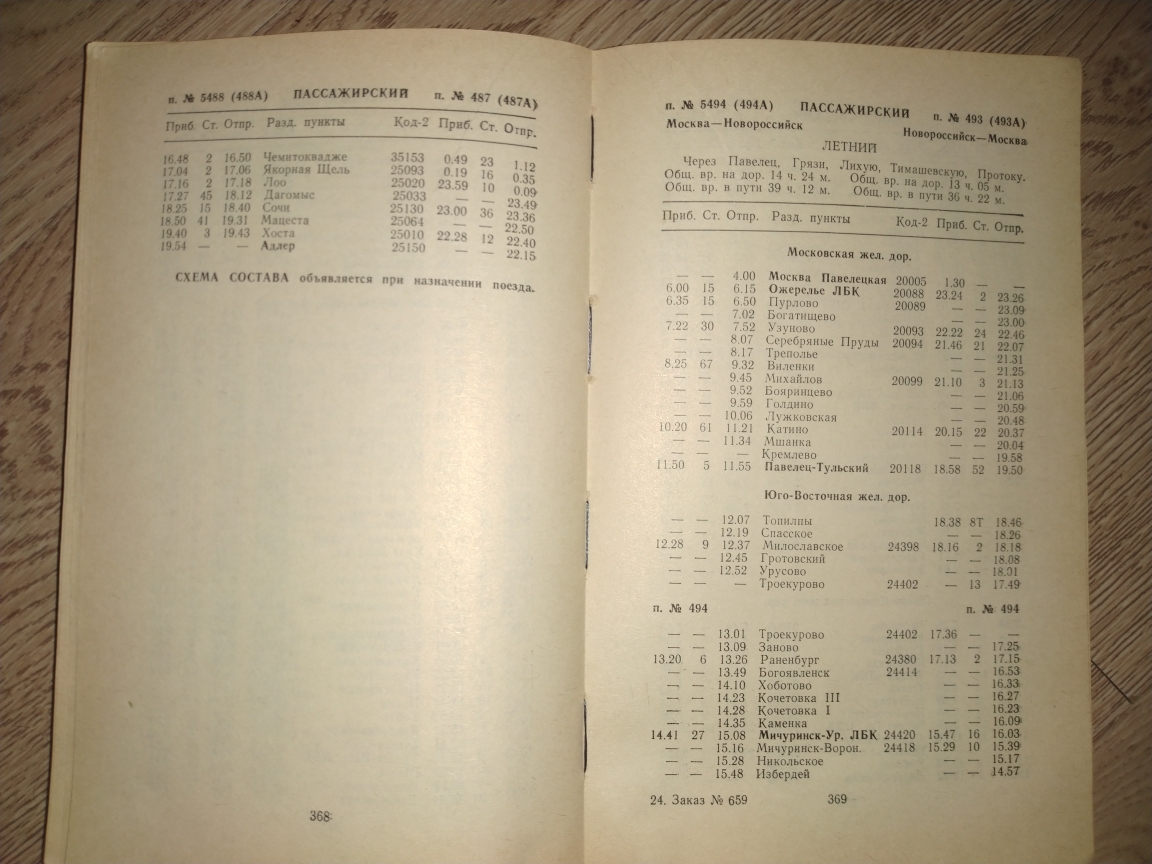 п. № 5488 (488А) ПАССАЖИРСКИЙ п. № 487 (487А)
Приб. Ст. Отпр. Разд. пункты Код-2 Приб. Ст. Отпр.
16.48 2 16.50 Чемитоквадже 35153 0.49 23 1.12
17.04 2 17.06 Якорная Щель 25093 0.19 16 0.35
17.16 2 17.18 Лоо 25020 23.59 10 0.09
17.27 45 18.12 Дагомыс 25033 — — 23.49
18.25 15 18.40 Сочи 25130 23.00 36 23.36
18.50 41 19.31 Мацеста 25064 — — 22.50
19.40 3 19.43 Хоста 25010 22.28 12 22.40
19.54 — — Адлер 25150 — — 22.15
СХЕМА СОСТАВА объявляется при назначении поезда.
368
п. № 5494 (494А) ПАССАЖИРСКИЙ п. № 493 (493А)
Москва—Новороссийск Новороссийск—Москва
ЛЕТНИЙ
Через Павелец, Грязи, Лихую, Тимашевскую, Протоку.
Общ. вр. на дор. 14 ч. 24 м. Общ. вр. на дор. 13 ч. 05 м.
Общ. вр. в пути 39 ч. 12 м. Общ. вр. в пути 36 ч. 22 м.
Приб. Ст. Отпр. Разд. пункты Код-2 Приб. Ст. Отпр.
Московская жел. дор.
— — 4.00 Москва Павелецкая 20005 1.30 — —
6.00 15 6.15 Ожерелье ЛБК 20088 23.24 2 23.26
6.35 15 6.50 Пурлово 20089 — — 23.09
— — 7.02 Богатищево — — 23.00
7.22 30 7.52 Узуново 20093 22.22 24 22.46
— — 8.07 Серебряные Пруды 20094 21.46 21 22.07
— — 8.17 Треполье — — 21.31
8.25 67 9.32 Виленки — — 21.25
— — 9.45 Михайлов 20099 21.10 3 21.13
— — 9.52 Бояринцево — — 21.06
— — 9.59 Голдино — — 20.59
— — 10.06 Лужковская — — 20.48
10.20 61 11.21 Катино 20114 20.15 22 20.37
— — 11.34 Мшанка — — 20.04
— — — Кремлево — — 19.58
11.50 5 11.55 Павелец-Тульский 20118 18.58 52 19.50
Юго-Восточная жел. дор.
— — 12.07 Топилпы 18.38 8Т 18.46
— — 12.19 Спасское — — 18.26
12.28 9 12.37 Милославское 24398 18.16 2 18.18
— — 12.45 Гротовский — — 18.08
— — 12.52 Урусово — — 18.01
— — — Троекурово 24402 — 13 17.49
п. № 494 п. № 494
— — 13.01 Троекурово 24402 17.36 — —
— — 13.09 Заново — — 17.25
13.20 6 13.26 Раненбург 24380 17.13 2 17.15
— — 13.49 Богоявленск 24414 — — 16.53
— — 14.10 Хоботово — — 16.33
— — 14.23 Кочетовка III — — 16.27
— — 14.28 Кочетовка I — — 16.23
— — 14.35 Каменка — — 16.09
14.41 27 15.08 Мичуринск-Ур. ЛБК 24420 15.47 16 16.03
— — 15.16 Мичуринск-Ворон. 24418 15.29 10 15.39
— — 15.28 Никольское — — 15.17
— — 15.48 Избердей — — 14.57
24. Заказ № 659 369